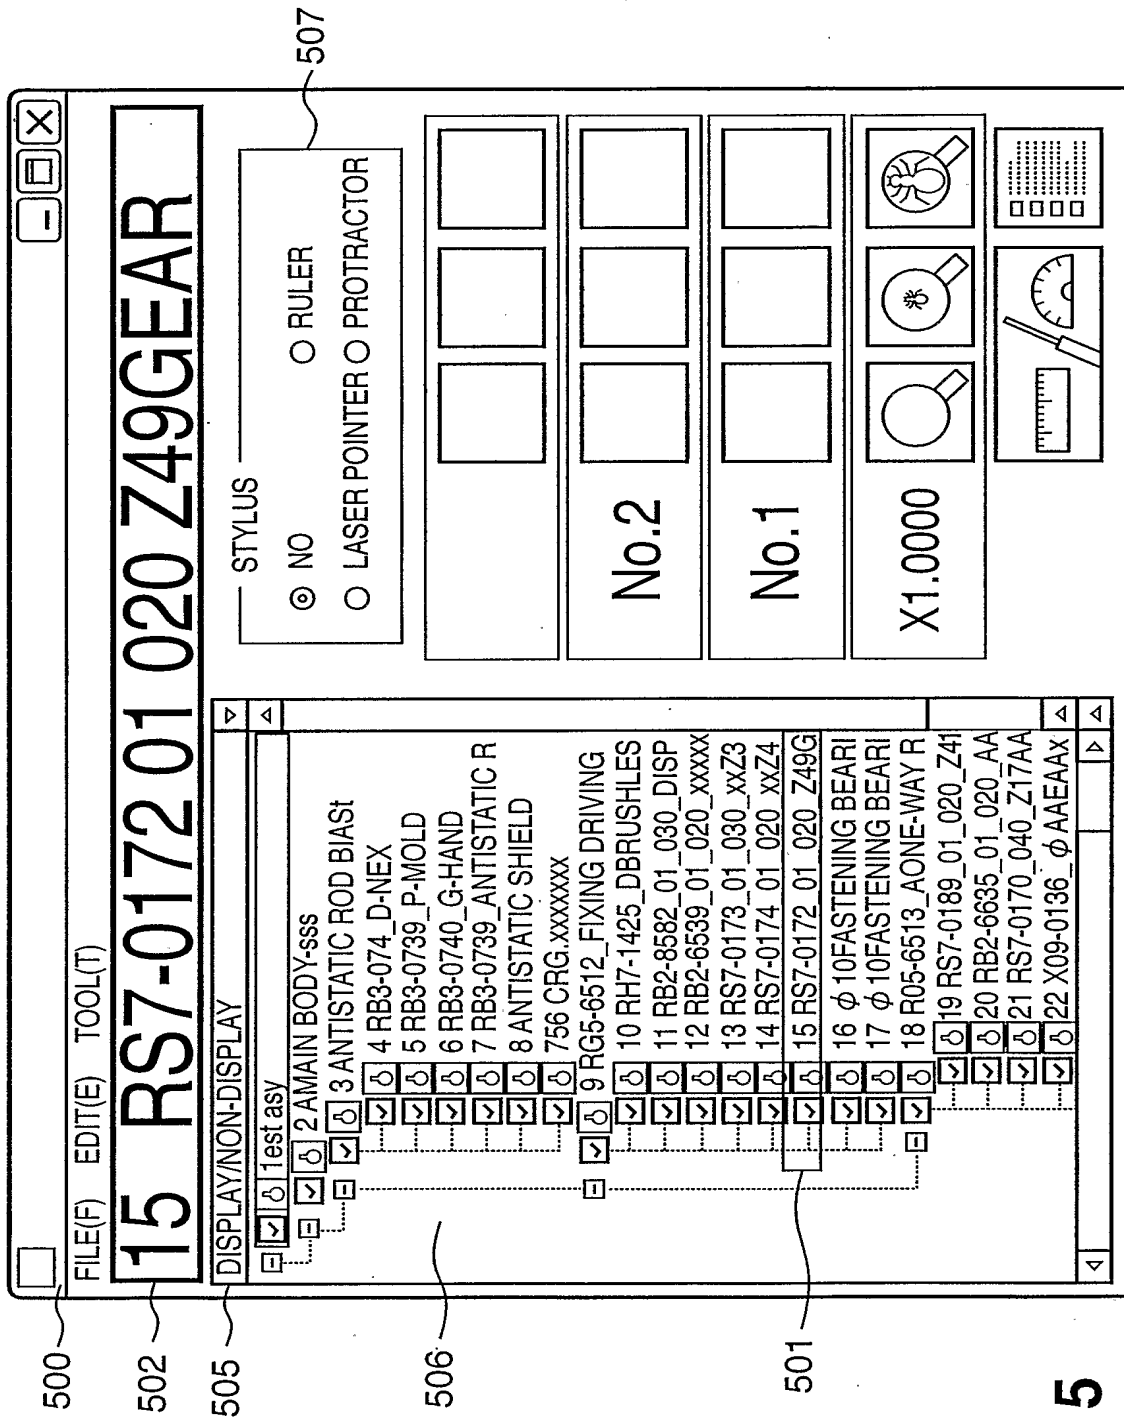 500
FILE(F) EDIT(E) TOOL(T)
502
15 RS7-0172 01 020 Z49GEAR
505
DISPLAY/NON-DISPLAY
1est asy
2 AMAIN BODY-sss
3 ANTISTATIC ROD BIASt
4 RB3-074_D-NEX
5 RB3-0739_P-MOLD
6 RB3-0740_G-HAND
7 RB3-0739_ANTISTATIC R
8 ANTISTATIC SHIELD
756 CRG.xxxxxxx
9 RG5-6512_FIXING DRIVING
10 RH7-1425_DBRUSHLES
11 RB2-8582_01_030_DISP
12 RB2-6539_01_020_xxxxx
13 RS7-0173_01_030_xxZ3
14 RS7-0174_01_020_xxZ4
15 RS7-0172_01_020_Z49G
16 ϕ 10FASTENING BEARI
17 ϕ 10FASTENING BEARI
18 R05-6513_AONE-WAY R
19 RS7-0189_01_020_Z41
20 RB2-6635_01_020_AA
21 RS7-0170_040_Z17AA
22 X09-0136_ϕAAEAAx
506
501
507
STYLUS
NO RULER
LASER POINTER PROTRACTOR
No.2
No.1
X1.0000
5